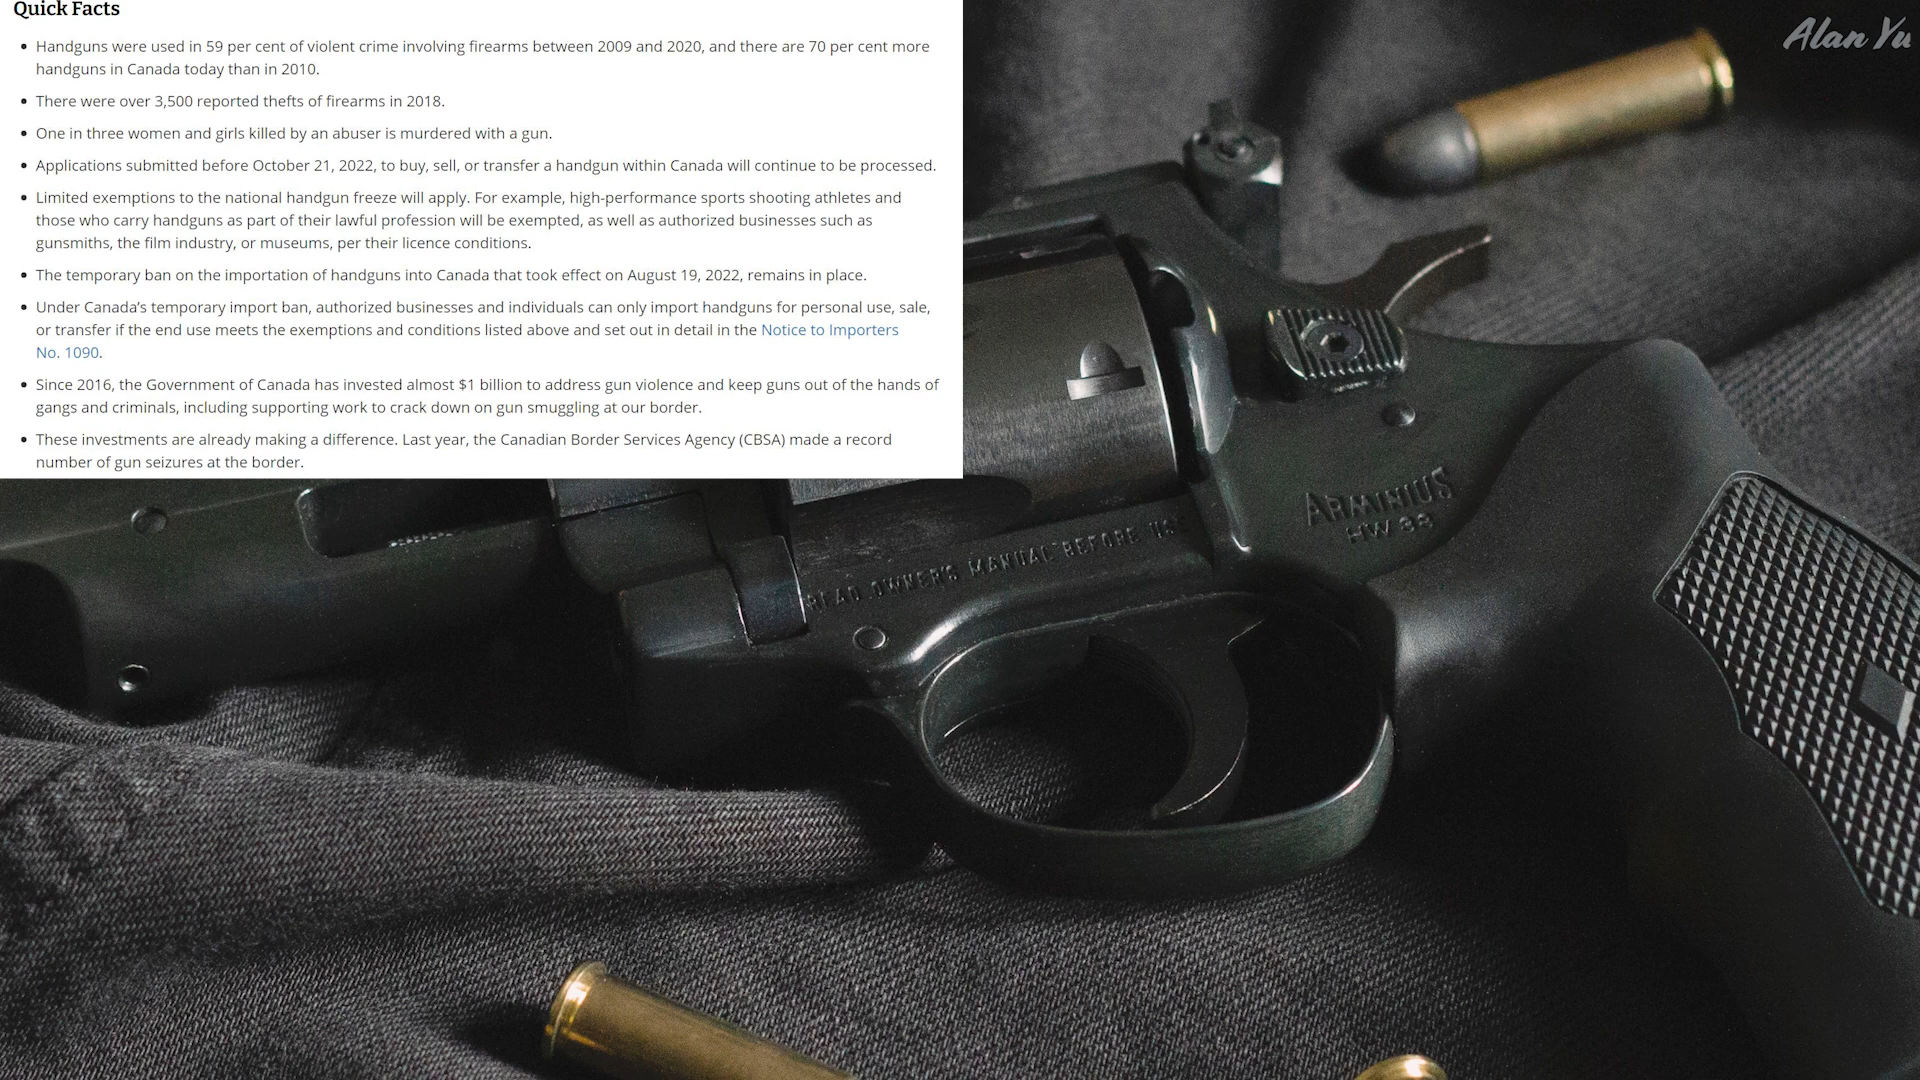 Quick Facts
Handguns were used in 59 per cent of violent crime involving firearms between 2009 and 2020, and there are 70 per cent more
handguns in Canada today than in 2010.
There were over 3,500 reported thefts of firearms in 2018.
One in three women and girls killed by an abuser is murdered with a gun.
Applications submitted before October 21, 2022, to buy, sell, or transfer a handgun within Canada will continue to be processed.
Limited exemptions to the national handgun freeze will apply. For example, high-performance sports shooting athletes and
those who carry handguns as part of their lawful profession will be exempted, as well as authorized businesses such as
gunsmiths, the film industry, or museums, per their licence conditions.
The temporary ban on the importation of handguns into Canada that took effect on August 19, 2022, remains in place.
Under Canada’s temporary import ban, authorized businesses and individuals can only import handguns for personal use, sale,
or transfer if the end use meets the exemptions and conditions listed above and set out in detail in the Notice to Importers
No. 1090.
Since 2016, the Government of Canada has invested almost $1 billion to address gun violence and keep guns out of the hands of
gangs and criminals, including supporting work to crack down on gun smuggling at our border.
These investments are already making a difference. Last year, the Canadian Border Services Agency (CBSA) made a record
number of gun seizures at the border.
Alan Yu
ARMINIUS
HW 38
READ OWNER'S MANUAL BEFORE